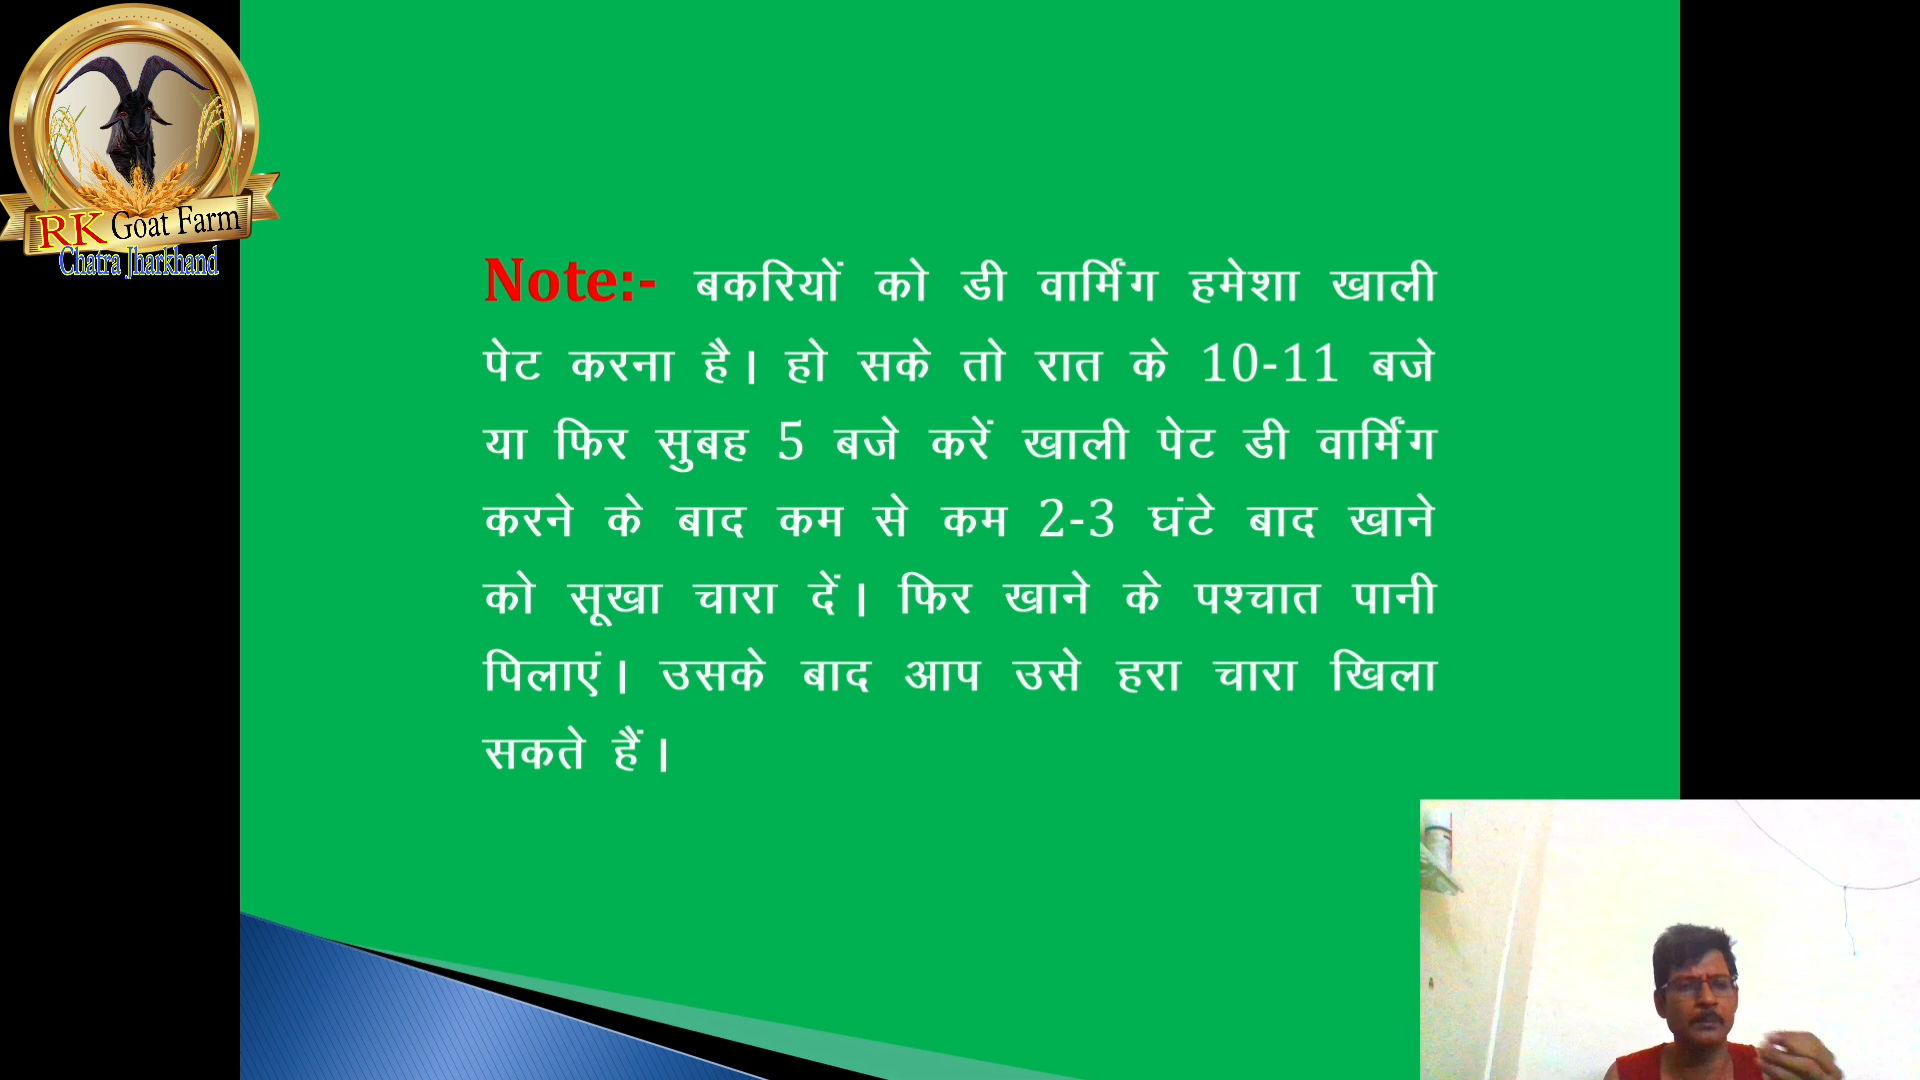 RK Goat Farm
Chatra Jharkhand
Note:- बकरियों को डी वार्मिंग हमेशा खाली
पेट करना है। हो सके तो रात के 10-11 बजे
या फिर सुबह 5 बजे करें खाली पेट डी वार्मिंग
करने के बाद कम से कम 2-3 घंटे बाद खाने
को सूखा चारा दें। फिर खाने के पश्चात पानी
पिलाएं। उसके बाद आप उसे हरा चारा खिला
सकते हैं।